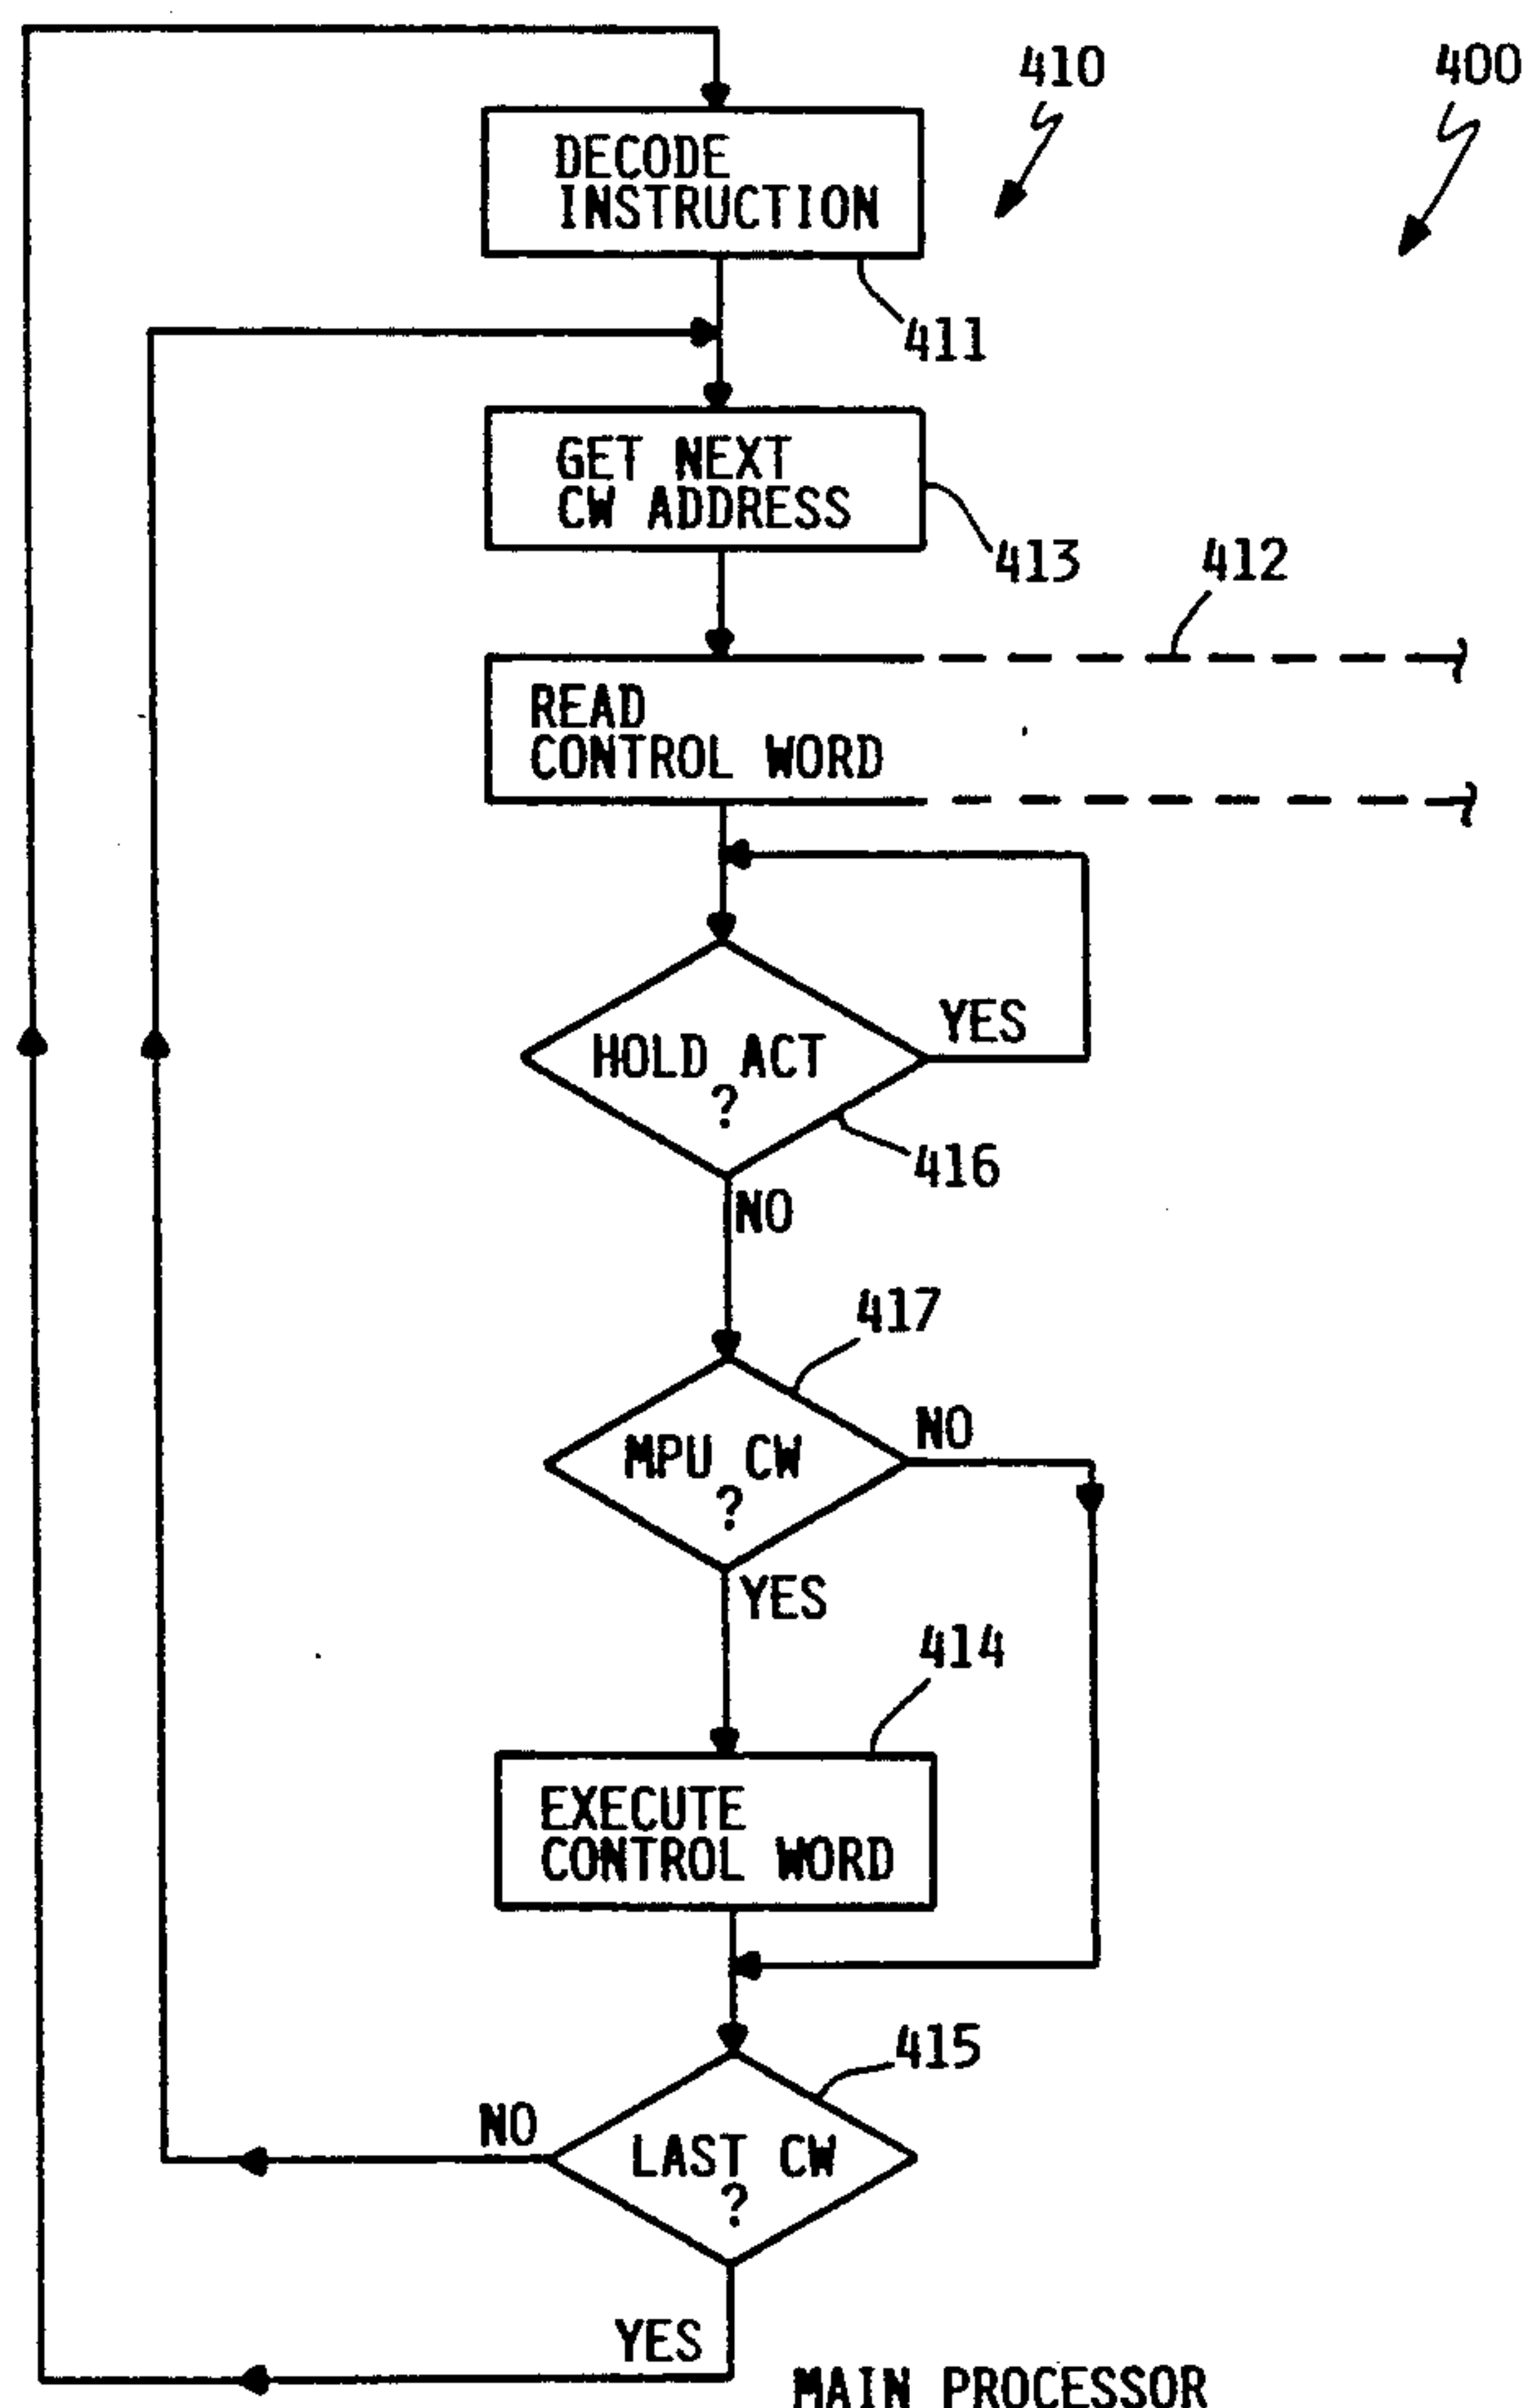 410
400
DECODE
INSTRUCTION
411
GET NEXT
CW ADDRESS
413
412
READ
CONTROL WORD
HOLD ACT
?
YES
416
NO
417
MPU CW
?
NO
YES
414
EXECUTE
CONTROL WORD
415
NO
LAST CW
?
YES
MAIN PROCESSOR